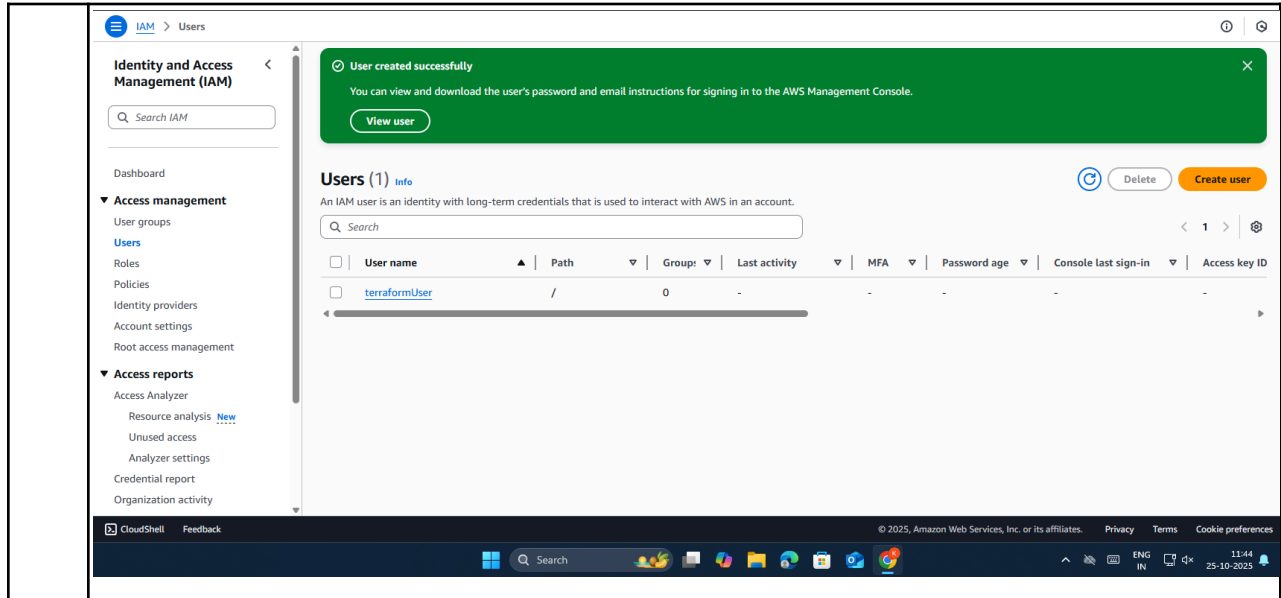 IAM > Users
Identity and Access
Management (IAM)
Search IAM
Dashboard
Access management
User groups
Users
Roles
Policies
Identity providers
Account settings
Root access management
Access reports
Access Analyzer
Resource analysis New
Unused access
Analyzer settings
Credential report
Organization activity
User created successfully
You can view and download the user's password and email instructions for signing in to the AWS Management Console.
View user
Users (1) Info
Delete
Create user
An IAM user is an identity with long-term credentials that is used to interact with AWS in an account.
Search
1
User name Path Group: Last activity MFA Password age Console last sign-in Access key ID
terraformUser / 0 - - - - -
CloudShell Feedback © 2025, Amazon Web Services, Inc. or its affiliates. Privacy Terms Cookie preferences
Search
ENG
IN
11:44
25-10-2025